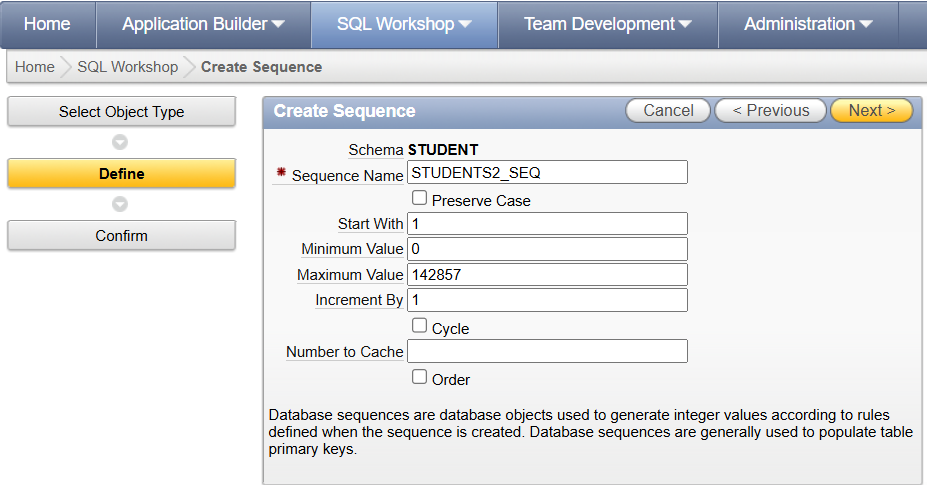 Home Application Builder SQL Workshop Team Development Administration
Home SQL Workshop Create Sequence
Select Object Type
Define
Confirm
Create Sequence Cancel < Previous Next >
Schema STUDENT
* Sequence Name STUDENTS2_SEQ
Preserve Case
Start With 1
Minimum Value 0
Maximum Value 142857
Increment By 1
Cycle
Number to Cache
Order
Database sequences are database objects used to generate integer values according to rules
defined when the sequence is created. Database sequences are generally used to populate table
primary keys.